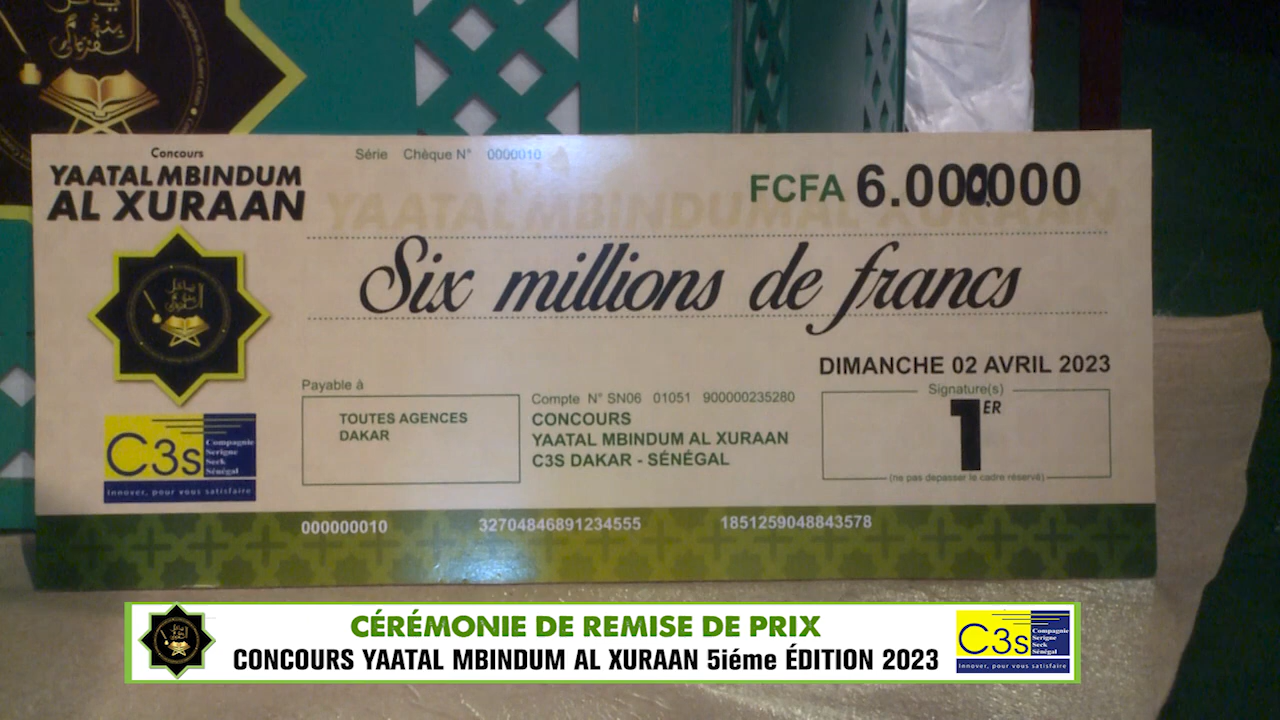 Concours
YAATAL MBINDUM
AL XURAAN
Série Chèque N° 0000010
FCFA 6.000.000
YAATAL MBINDUM AL XURAAN
Six millions de francs
DIMANCHE 02 AVRIL 2023
Payable à
TOUTES AGENCES
DAKAR
Compte N° SN06 01051 900000235280
CONCOURS
YAATAL MBINDUM AL XURAAN
C3S DAKAR - SÉNÉGAL
Signature(s)
1ER
(ne pas depasser le cadre réservé)
C3s
Compagnie
Serigne
Seck
Sénégal
Innover, pour vous satisfaire
000000010 32704846891234555 1851259048843578
CÉRÉMONIE DE REMISE DE PRIX
CONCOURS YAATAL MBINDUM AL XURAAN 5iéme ÉDITION 2023
C3s
Compagnie
Serigne
Seck
Sénégal
Innover, pour vous satisfaire